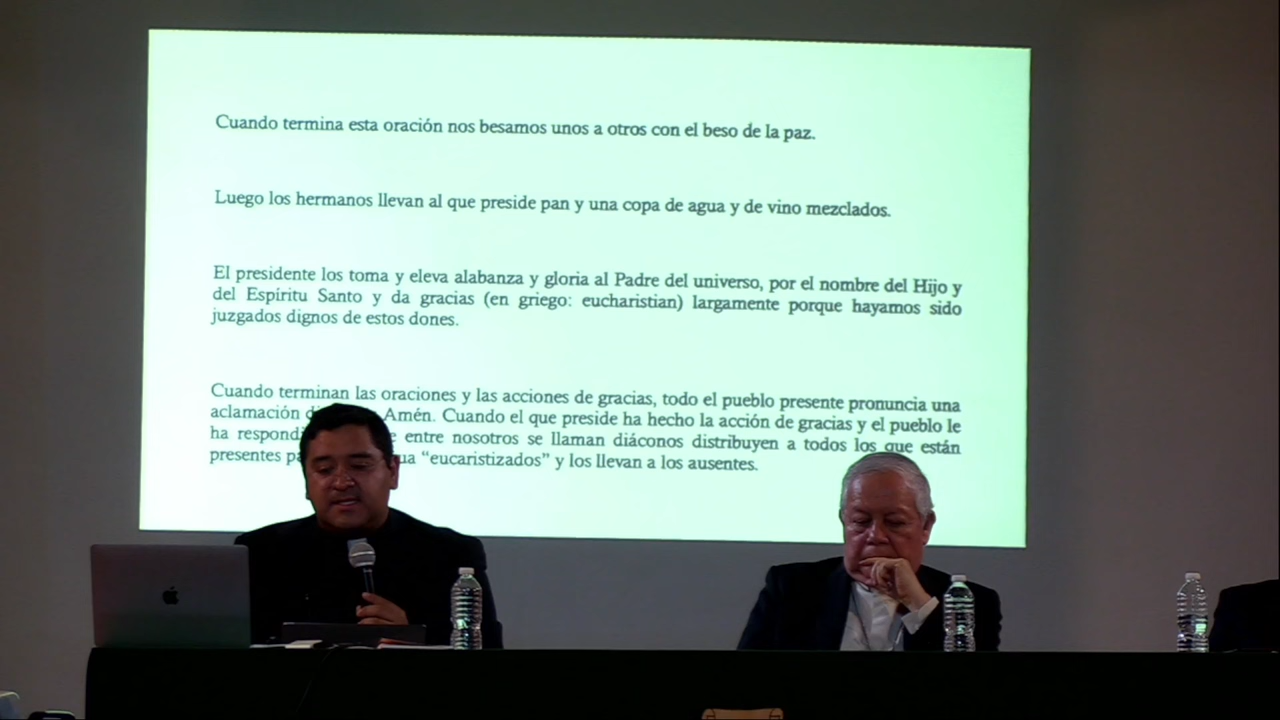 Cuando termina esta oración nos besamos unos a otros con el beso de la paz.
Luego los hermanos llevan al que preside pan y una copa de agua y de vino mezclados.
El presidente los toma y eleva alabanza y gloria al Padre del universo, por el nombre del Hijo y
del Espíritu Santo y da gracias (en griego: eucharistian) largamente porque hayamos sido
juzgados dignos de estos dones.
Cuando terminan las oraciones y las acciones de gracias, todo el pueblo presente pronuncia una
aclamación Amén. Cuando el que preside ha hecho la acción de gracias y el pueblo le
ha entre nosotros se llaman diáconos distribuyen a todos los que están
presentes “eucaristizados” y los llevan a los ausentes.